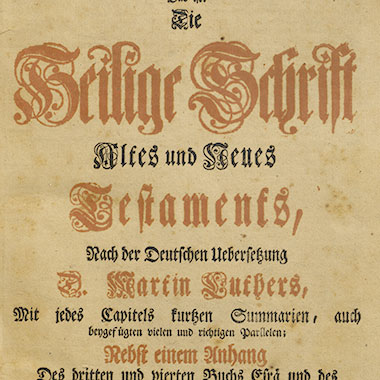 Die
Heilige Schrift
Altes und Neues
Testaments,
Nach der Deutschen Uebersetzung
D. Martin Luthers,
Mit jedes Capitels kurtzen Summarien, auch
beygefügten vielen und richtigen Parllelen;
Nebst einem Anhang
Des dritten und vierten Buchs Esrä und des